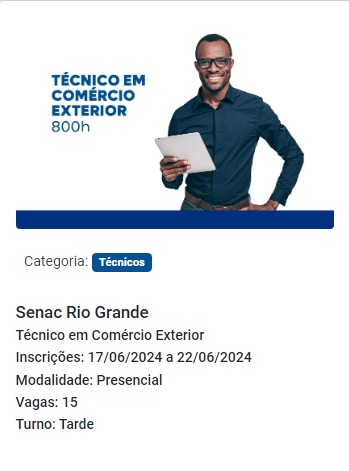 TÉCNICO EM
COMÉRCIO
EXTERIOR
800h
Categoria: Técnicos
Senac Rio Grande
Técnico em Comércio Exterior
Inscrições: 17/06/2024 a 22/06/2024
Modalidade: Presencial
Vagas: 15
Turno: Tarde